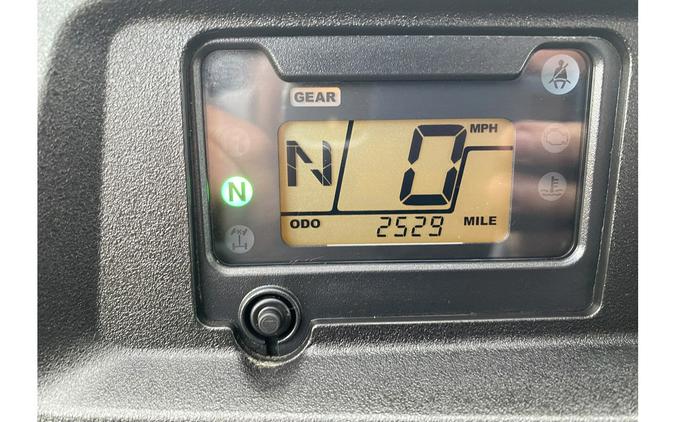 GEAR
N 0 MPH
N
ODO 2529 MILE